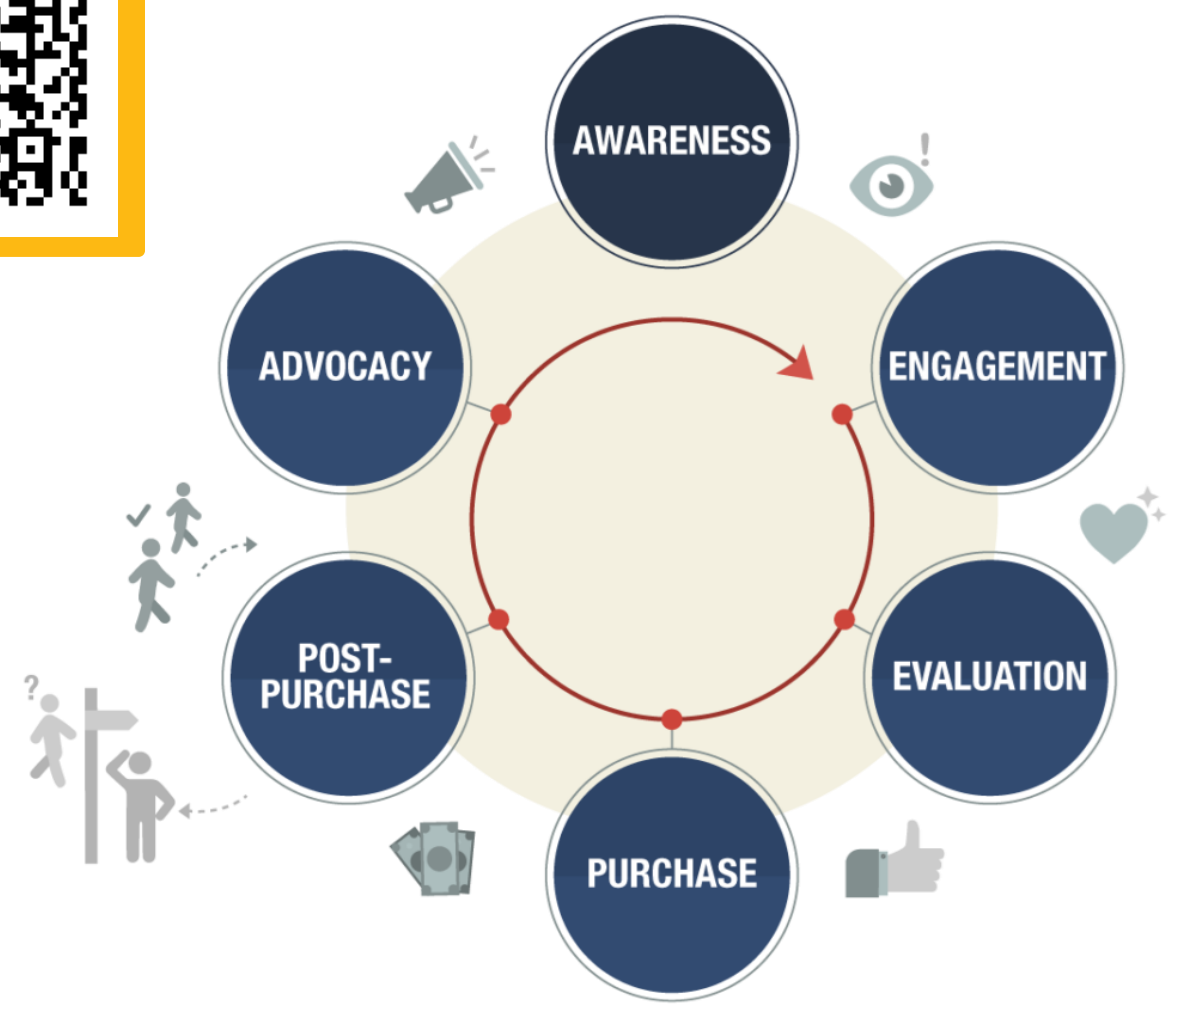 AWARENESS
!
ENGAGEMENT
EVALUATION
PURCHASE
POST-
PURCHASE
?
ADVOCACY